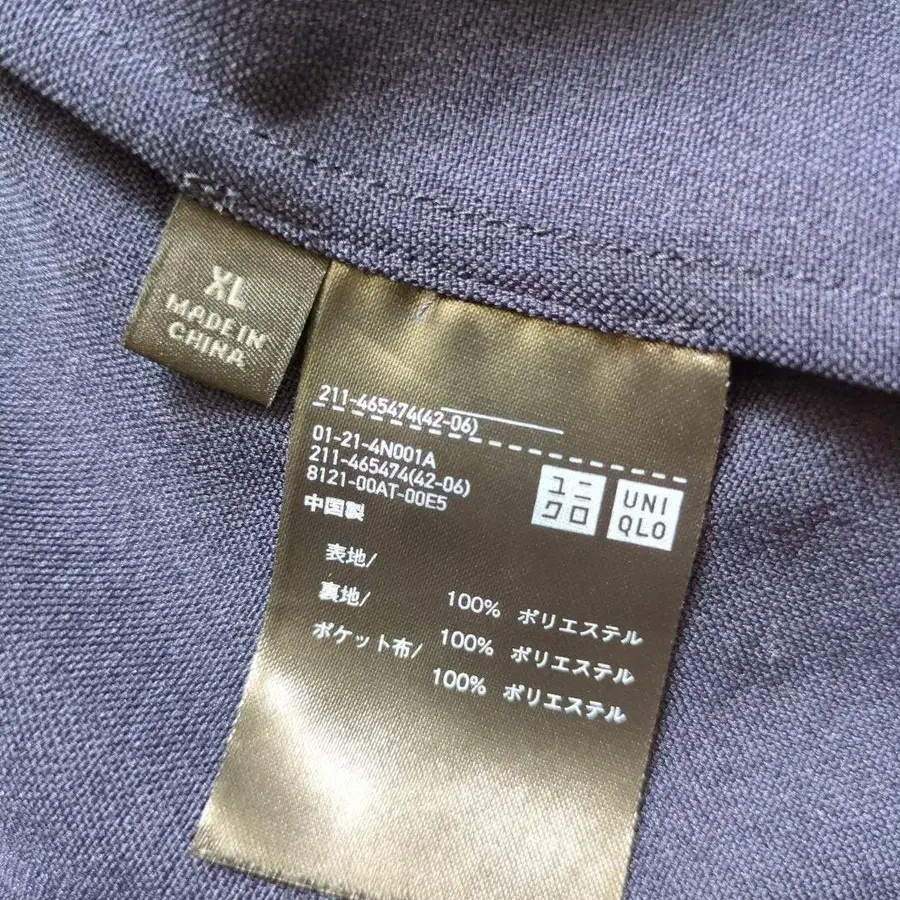 XL
MADE IN
CHINA
211-465474(42-06)
01-21-4N001A
211-465474(42-06)
8121-00AT-00E5
中国製
ユニ
クロ
UNI
QLO
表地/
100% ポリエステル
裏地/
100% ポリエステル
ポケット布/
100% ポリエステル